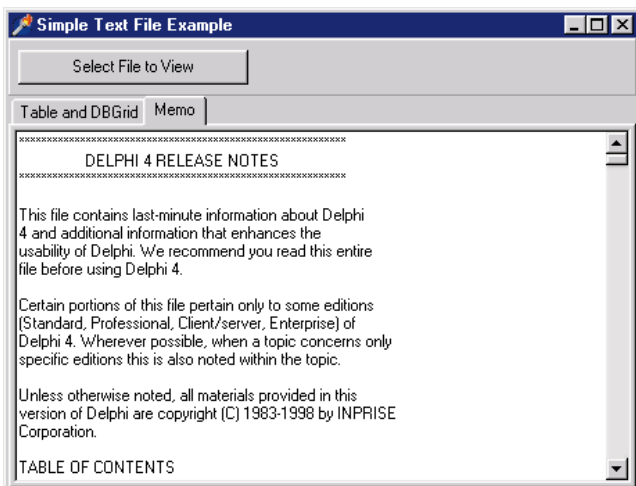 Simple Text File Example
Select File to View
Table and DBGrid Memo
DELPHI 4 RELEASE NOTES
This file contains last-minute information about Delphi
4 and additional information that enhances the
usability of Delphi. We recommend you read this entire
file before using Delphi 4.
Certain portions of this file pertain only to some editions
(Standard, Professional, Client/server, Enterprise) of
Delphi 4. Wherever possible, when a topic concerns only
specific editions this is also noted within the topic.
Unless otherwise noted, all materials provided in this
version of Delphi are copyright (C) 1983-1998 by INPRISE
Corporation.
TABLE OF CONTENTS